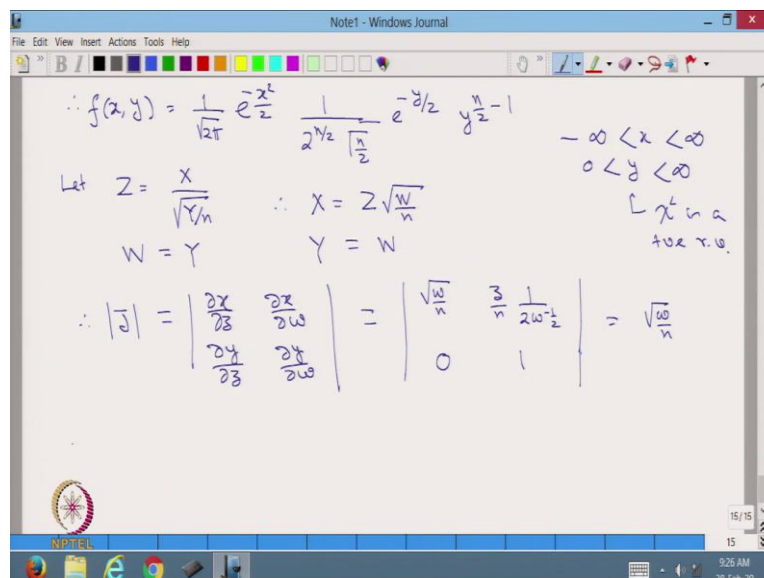 Note1 - Windows Journal
File Edit View Insert Actions Tools Help
B I
∴ f(x, y) = 1/√2π e^(-x²/2) 1/(2^(n/2) Γ(n/2)) e^(-y/2) y^(n/2 - 1)
- ∞ < x < ∞
0 < y < ∞
[ χ² is a
+ve r.v.
Let Z = X/√(Y/n) ∴ X = Z√(W/n)
W = Y Y = W
∴ |J| = | ∂x/∂z ∂x/∂w ; ∂y/∂z ∂y/∂w | = | √(w/n) z/n 1/(2w^(-1/2)) ; 0 1 | = √(w/n)
NPTEL
15/15
15
9:26 AM